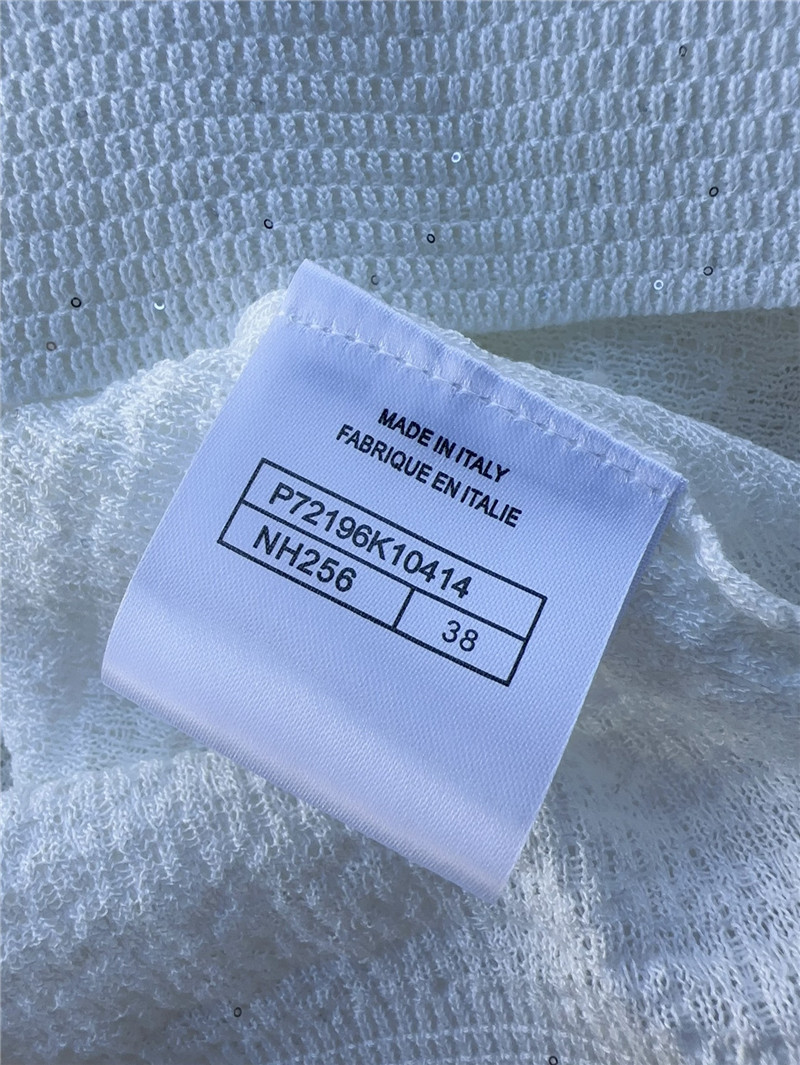 MADE IN ITALY
FABRIQUE EN ITALIE
P72196K10414
NH256 38